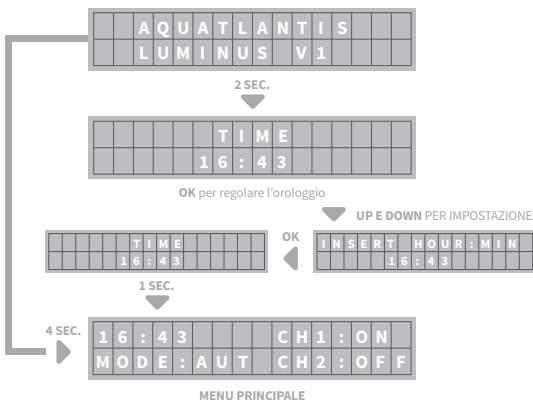 AQUATLANTIS
LUMINUS V1
2 SEC.
TIME
16:43
OK per regolare l'orologgio
UP E DOWN PER IMPOSTAZIONE
TIME
16:43
OK
INSERT HOUR:MIN
16:43
1 SEC.
4 SEC.
16:43 CH1:ON
MODE:AUT CH2:OFF
MENU PRINCIPALE